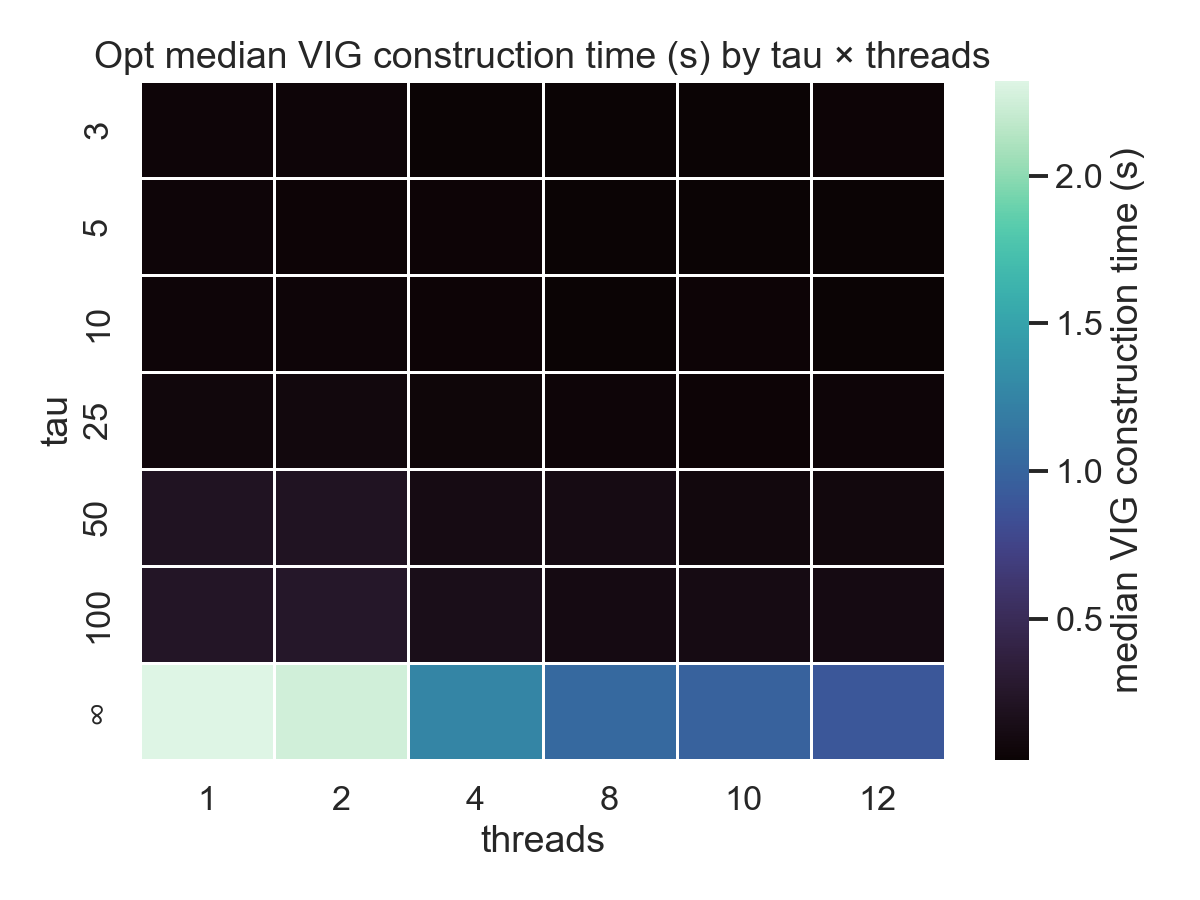 Opt median VIG construction time (s) by tau × threads
tau
3
5
10
25
50
100
∞
1 2 4 8 10 12
threads
2.0
1.5
1.0
0.5
median VIG construction time (s)